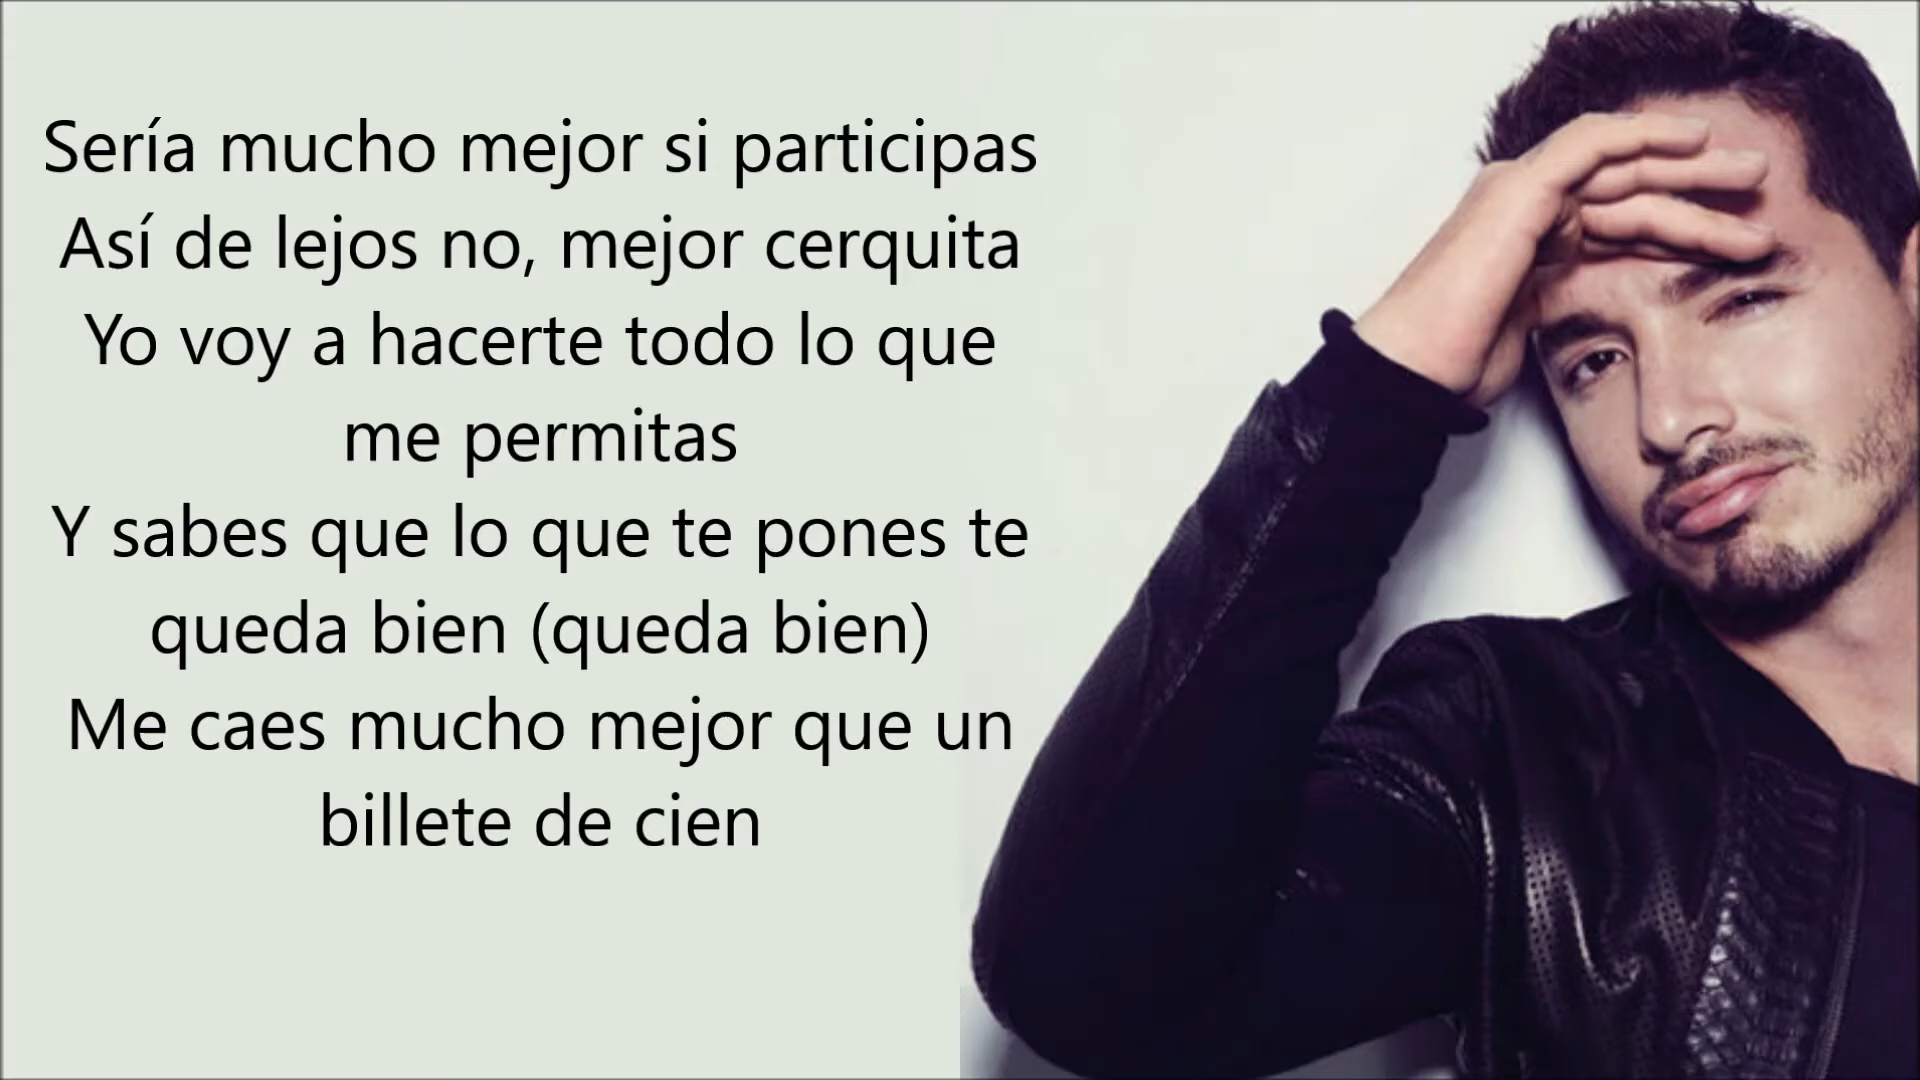 Sería mucho mejor si participas
Así de lejos no, mejor cerquita
Yo voy a hacerte todo lo que
me permitas
Y sabes que lo que te pones te
queda bien (queda bien)
Me caes mucho mejor que un
billete de cien